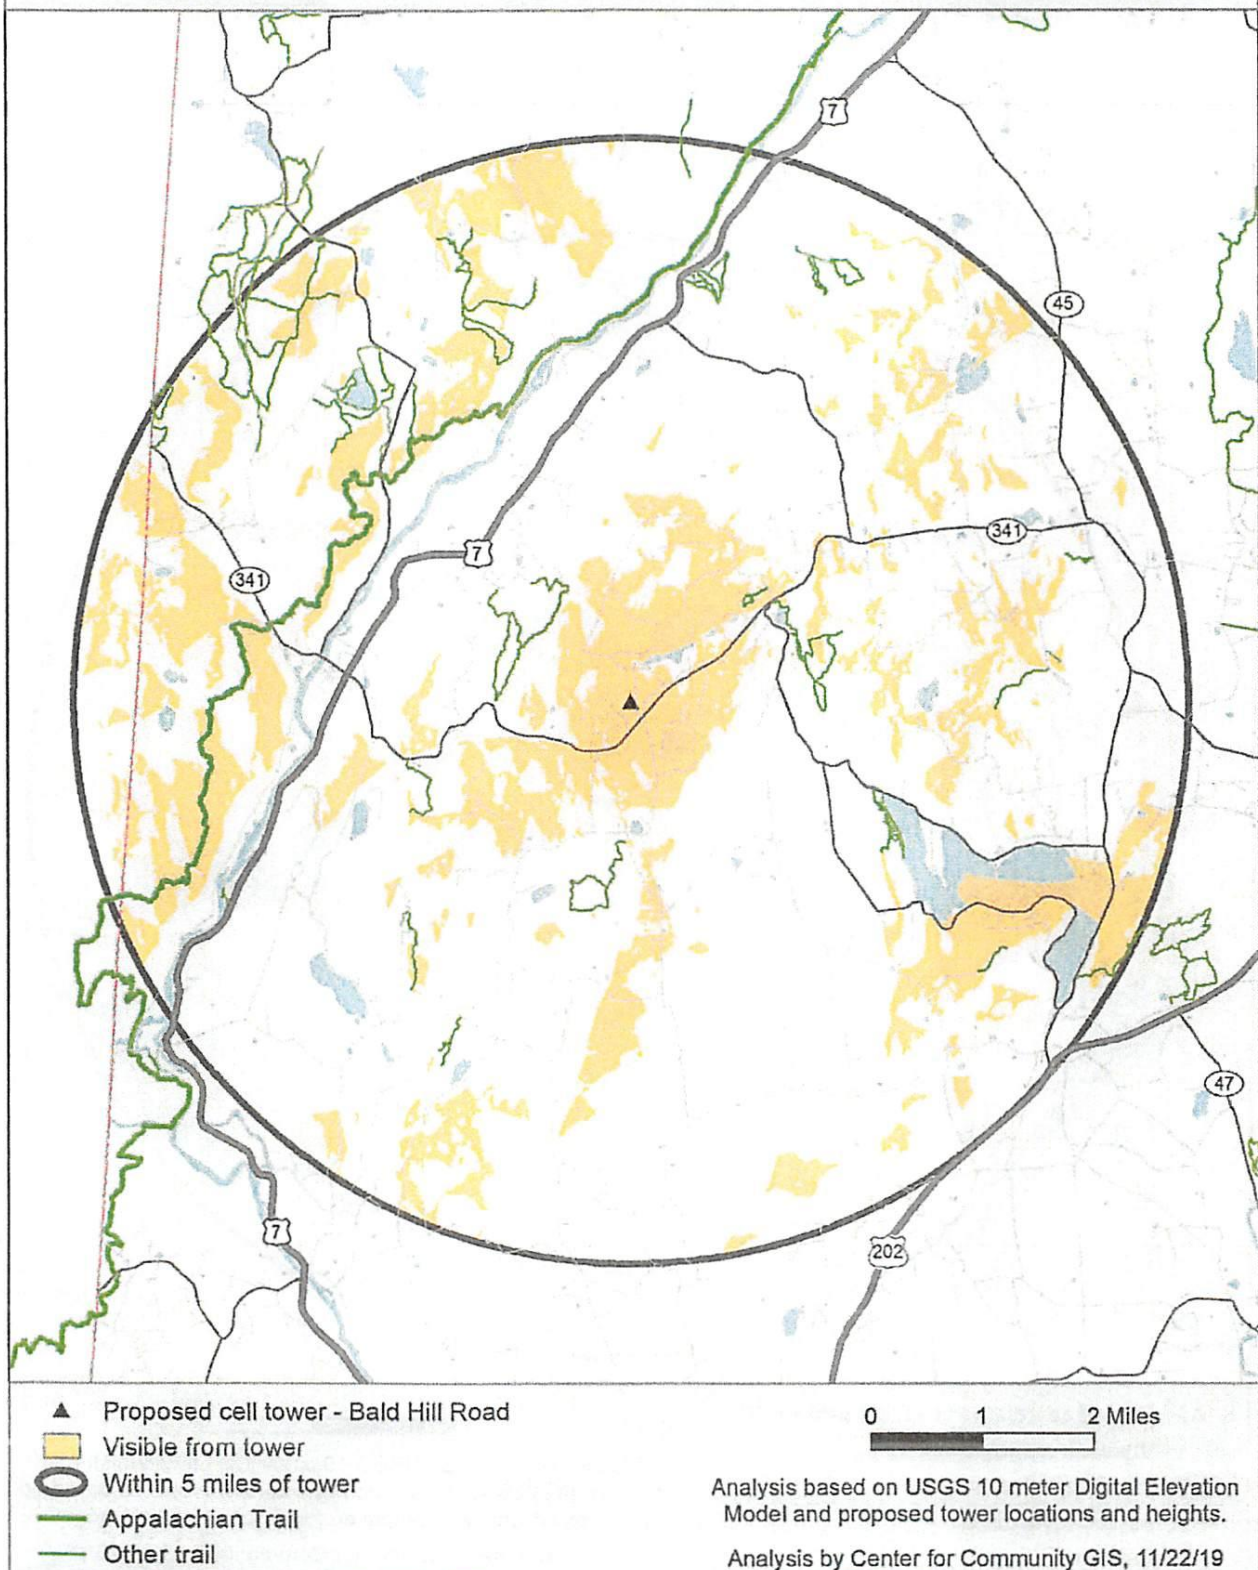 7
45
341
7
341
47
7
202
Proposed cell tower - Bald Hill Road
Visible from tower
Within 5 miles of tower
Appalachian Trail
Other trail
0 1 2 Miles
Analysis based on USGS 10 meter Digital Elevation
Model and proposed tower locations and heights.
Analysis by Center for Community GIS, 11/22/19